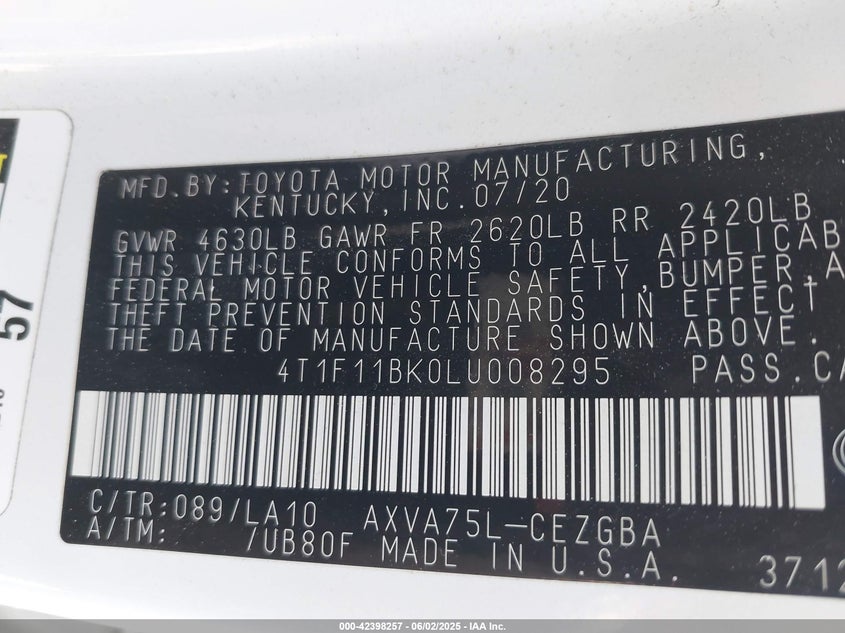 MFD. BY: TOYOTA MOTOR MANUFACTURING,
KENTUCKY, INC. 07/20
GVWR 4630LB GAWR FR 2620LB RR 2420LB
THIS VEHICLE CONFORMS TO ALL APPLICAB
FEDERAL MOTOR VEHICLE SAFETY, BUMPER, A
THEFT PREVENTION STANDARDS IN EFFECT
THE DATE OF MANUFACTURE SHOWN ABOVE.
4T1F11BK0LU008295 PASS. CA
C/TR: 089/LA10 AXVA75L-CEZGBA
A/TM: /UB80F MADE IN U.S.A. 3712
57
000-42398257 | 06/02/2025 - IAA Inc.